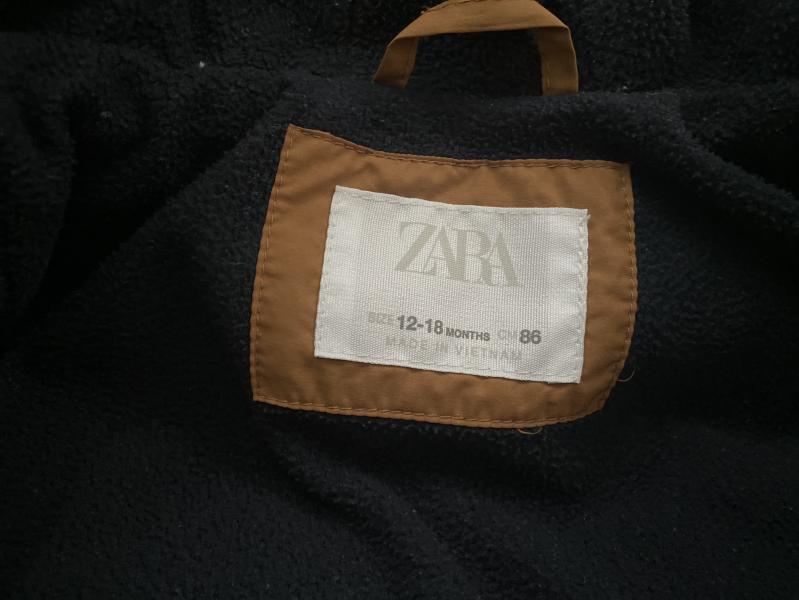 ZARA
SIZE 12-18 MONTHS CM 86
MADE IN VIETNAM